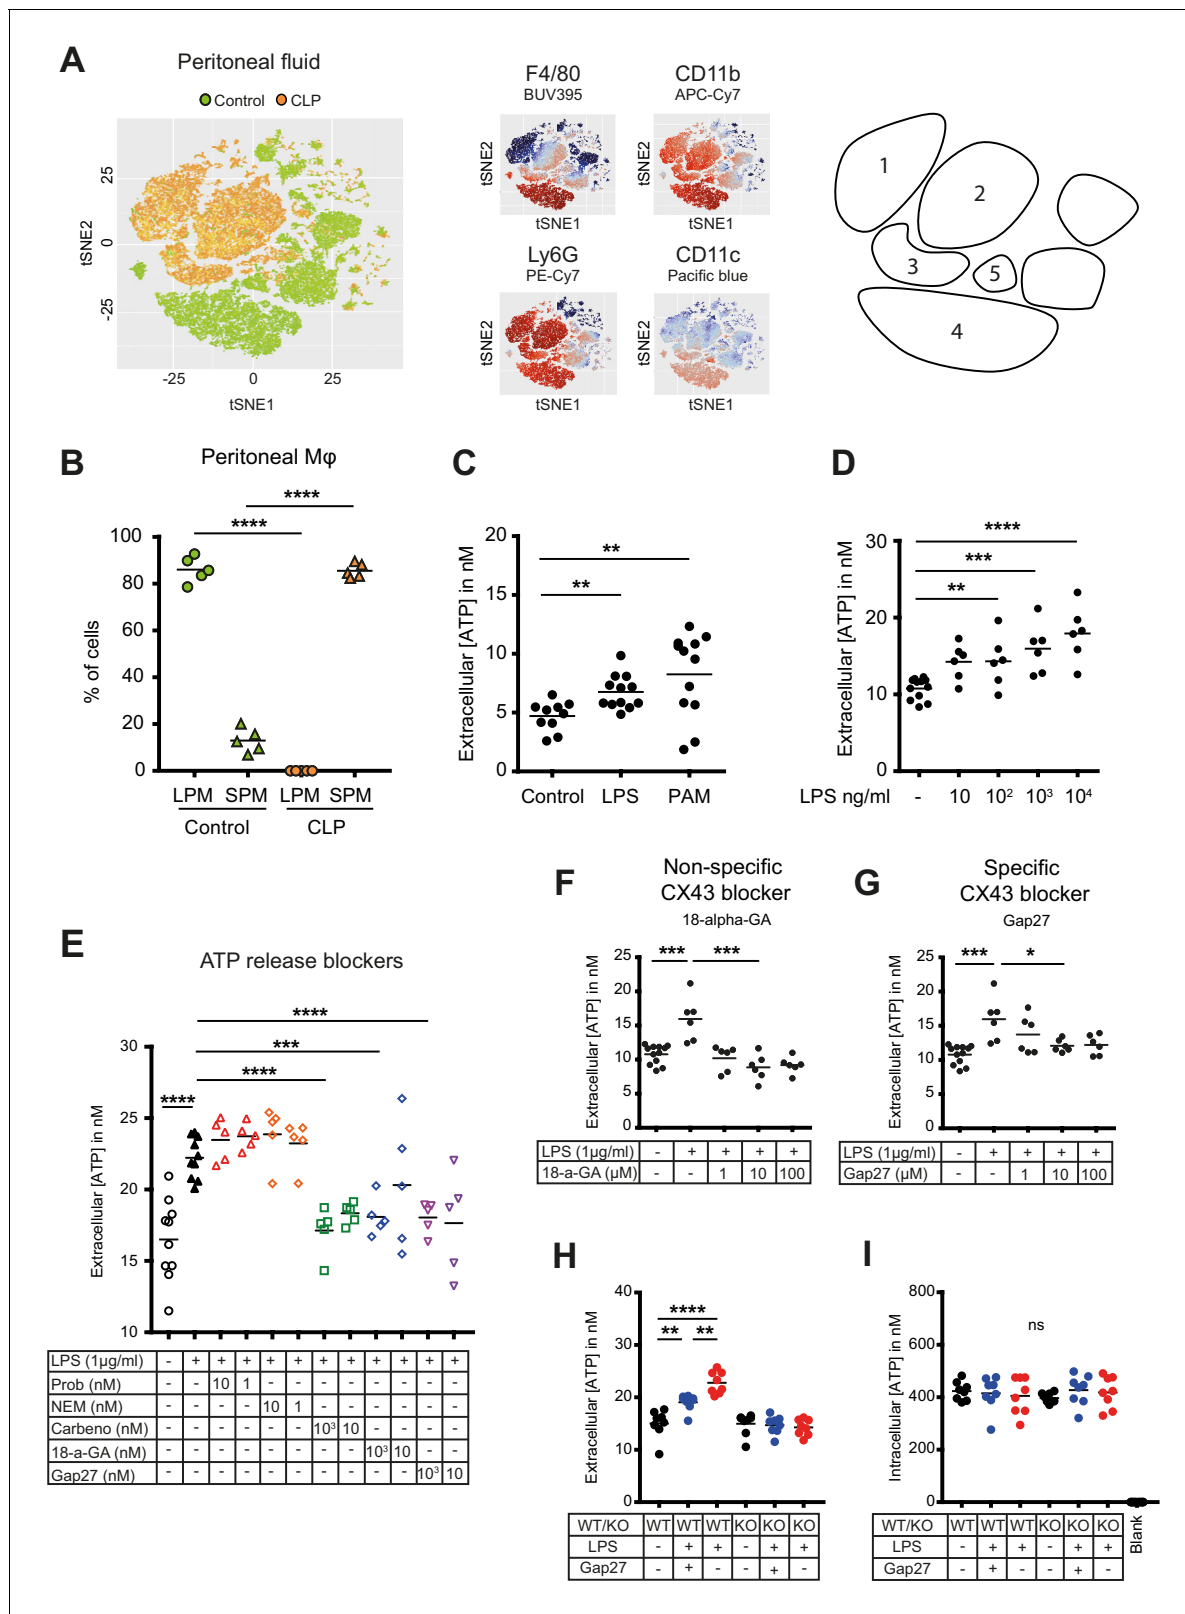 A
Peritoneal fluid
Control CLP
tSNE2
25
0
-25
-25 0 25
tSNE1
F4/80
BUV395
tSNE2
tSNE1
CD11b
APC-Cy7
tSNE2
tSNE1
Ly6G
PE-Cy7
tSNE2
tSNE1
CD11c
Pacific blue
tSNE2
tSNE1
1
2
3
5
4
B
Peritoneal Mφ
****
****
% of cells
100
80
60
40
20
0
LPM SPM LPM SPM
Control CLP
C
Extracellular [ATP] in nM
20
15
10
5
0
**
**
Control LPS PAM
D
Extracellular [ATP] in nM
30
20
10
0
****
***
**
LPS ng/ml - 10 10² 10³ 10⁴
E
ATP release blockers
****
***
****
****
Extracellular [ATP] in nM
30
25
20
15
10
LPS (1µg/ml) - + + + + + + + + + + +
Prob (nM) - - 10 1 - - - - - - - -
NEM (nM) - - - - 10 1 - - - - - -
Carbeno (nM) - - - - - - 10³ 10 - - - -
18-a-GA (nM) - - - - - - - - 10³ 10 - -
Gap27 (nM) - - - - - - - - - - 10³ 10
F
Non-specific
CX43 blocker
18-alpha-GA
Extracellular [ATP] in nM
25
20
15
10
5
0
*** ***
LPS (1µg/ml) - + + + +
18-a-GA (µM) - - 1 10 100
G
Specific
CX43 blocker
Gap27
Extracellular [ATP] in nM
25
20
15
10
5
0
*** *
LPS (1µg/ml) - + + + +
Gap27 (µM) - - 1 10 100
H
Extracellular [ATP] in nM
40
30
20
10
0
****
** **
WT/KO WT WT WT KO KO KO
LPS - + + - + +
Gap27 - + - - + -
I
Intracellular [ATP] in nM
800
600
400
200
0
ns
WT/KO WT WT WT KO KO KO
LPS - + + - + +
Gap27 - + - - + -
Blank